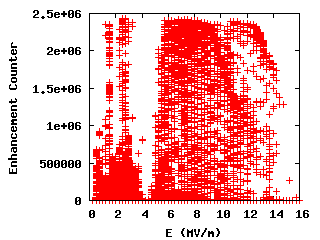 2.5e+06
2e+06
1.5e+06
1e+06
500000
0
0 2 4 6 8 10 12 14 16
Enhancement Counter
E (MV/m)